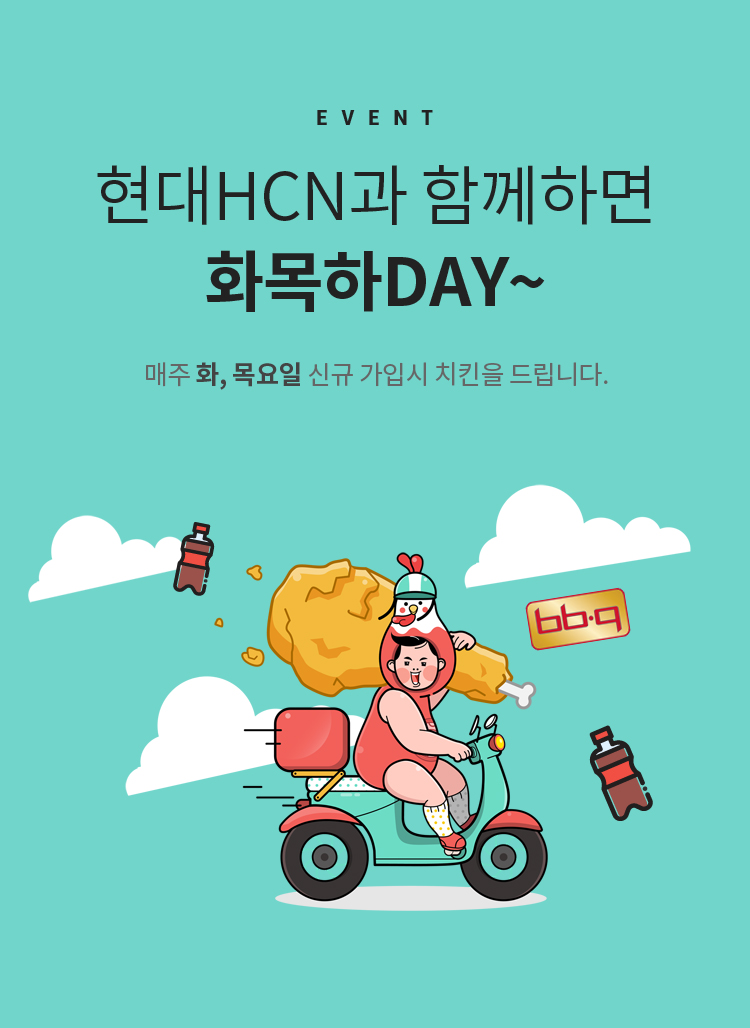 EVENT
현대HCN과 함께하면
화목하DAY~
매주 화, 목요일 신규 가입시 치킨을 드립니다.
bb·q